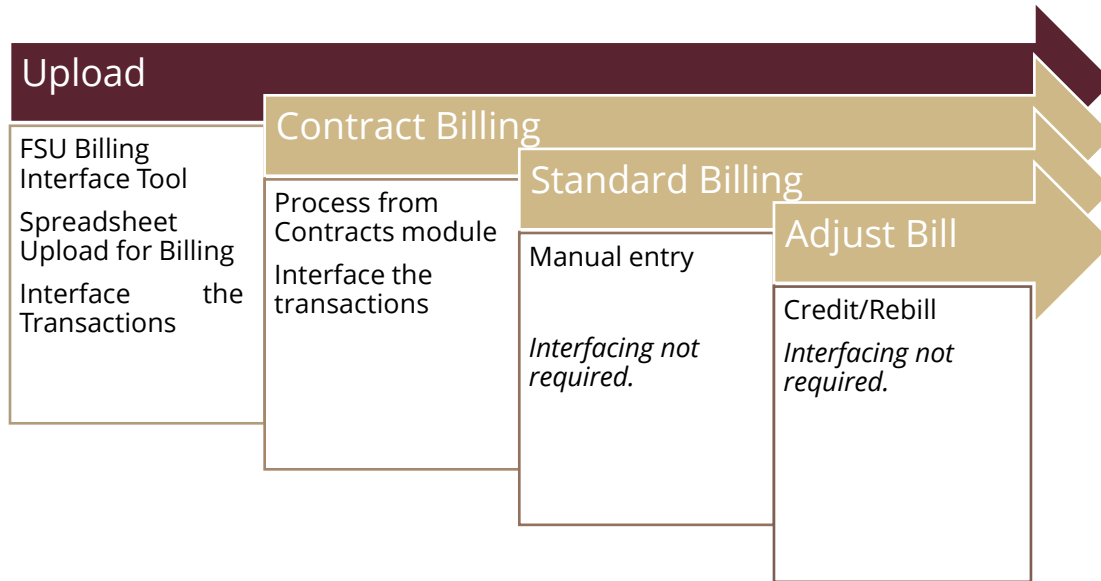 Upload
FSU Billing
Interface Tool
Spreadsheet
Upload for Billing
Interface the
Transactions
Contract Billing
Process from
Contracts module
Interface the
transactions
Standard Billing
Manual entry
Interfacing not
required.
Adjust Bill
Credit/Rebill
Interfacing not
required.